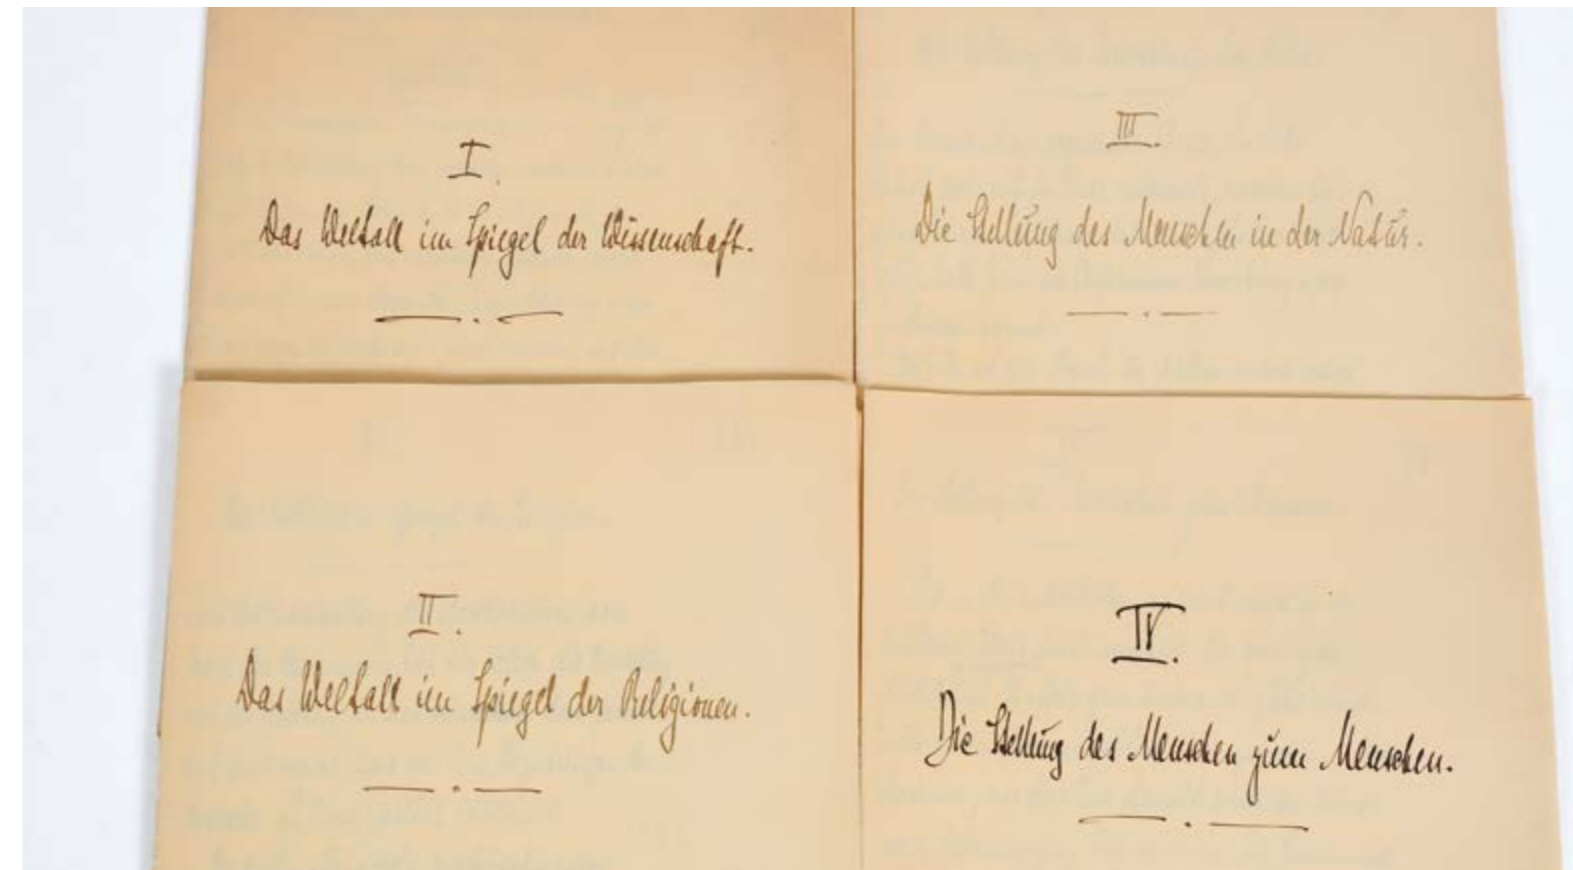 I.
Das Weltall im Spiegel der Wissenschaft.
III.
Die Stellung des Menschen in der Natur.
II.
Das Weltall im Spiegel der Religionen.
IV.
Die Stellung des Menschen zum Menschen.